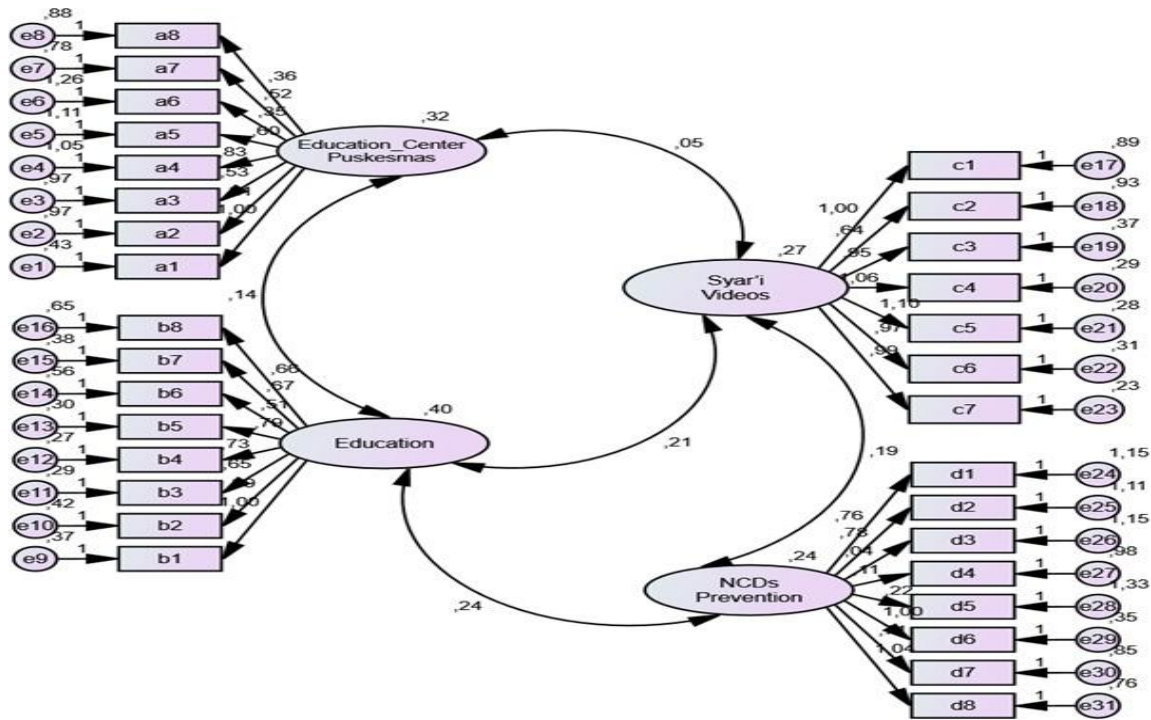 ,88
e8 1 a8
,78
e7 1 a7
1,26
e6 1 a6
1,11
e5 1 a5
1,05
e4 1 a4
,97
e3 1 a3
,97
e2 1 a2
,43
e1 1 a1
,36
,52
,35
,60
,83
,53
1,00
,32
Education_Center
Puskesmas
,05
,14
,65
e16 1 b8
,38
e15 1 b7
,56
e14 1 b6
,30
e13 1 b5
,27
e12 1 b4
,29
e11 1 b3
,42
e10 1 b2
,37
e9 1 b1
,66
,67
,51
,79
,73
,65
1,00
,40
Education
,21
,24
,27
Syar'i
Videos
1,00
,64
,95
1,06
1,10
,97
,99
,89
c1 1 e17
,93
c2 1 e18
,37
c3 1 e19
,29
c4 1 e20
,28
c5 1 e21
,31
c6 1 e22
,23
c7 1 e23
,19
,24
NCDs
Prevention
,76
,78
,04
,11
,22
1,00
1,04
1,15
d1 1 e24
1,11
d2 1 e25
1,15
d3 1 e26
,98
d4 1 e27
1,33
d5 1 e28
,35
d6 1 e29
,85
d7 1 e30
,76
d8 1 e31